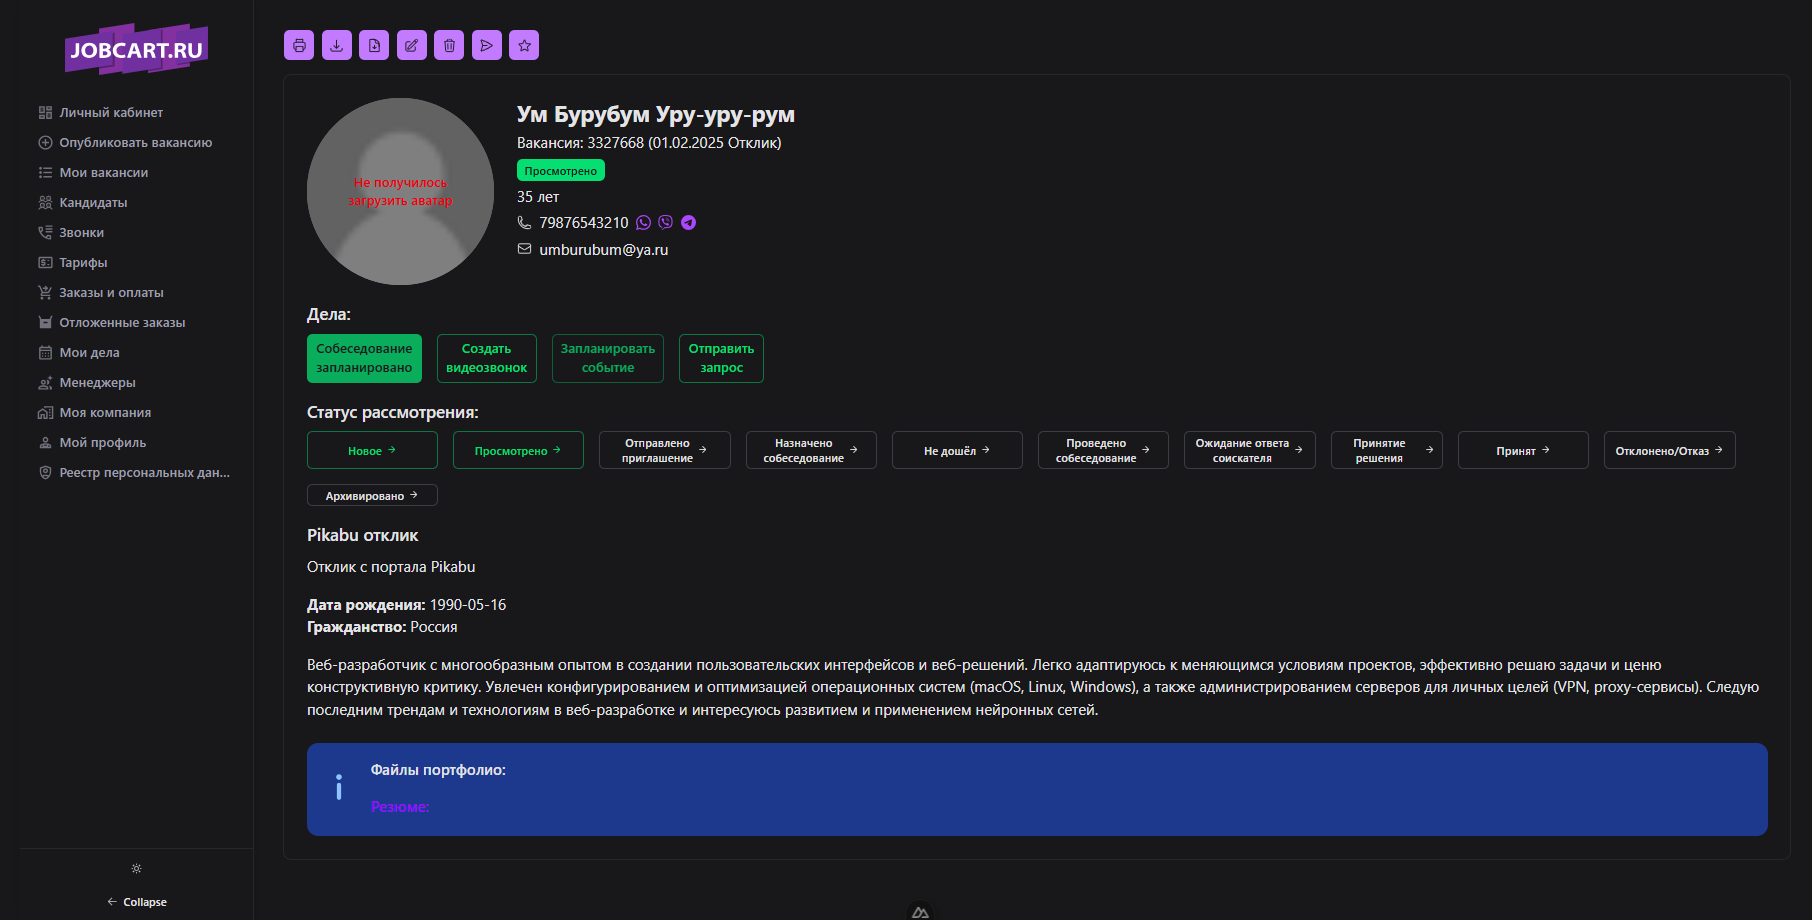 JOBCART.RU
Личный кабинет
Опубликовать вакансию
Мои вакансии
Кандидаты
Звонки
Тарифы
Заказы и оплаты
Отложенные заказы
Мои дела
Менеджеры
Моя компания
Мой профиль
Реестр персональных дан...
Collapse
Не получилось
загрузить аватар
Ум Бурубум Уру-уру-рум
Вакансия: 3327668 (01.02.2025 Отклик)
Просмотрено
35 лет
79876543210
umburubum@ya.ru
Дела:
Собеседование
запланировано
Создать
видеозвонок
Запланировать
событие
Отправить
запрос
Статус рассмотрения:
Новое
Просмотрено
Отправлено
приглашение
Назначено
собеседование
Не дошёл
Проведено
собеседование
Ожидание ответа
соискателя
Принятие
решения
Принят
Отклонено/Отказ
Архивировано
Pikabu отклик
Отклик с портала Pikabu
Дата рождения: 1990-05-16
Гражданство: Россия
Веб-разработчик с многообразным опытом в создании пользовательских интерфейсов и веб-решений. Легко адаптируюсь к меняющимся условиям проектов, эффективно решаю задачи и ценю
конструктивную критику. Увлечен конфигурированием и оптимизацией операционных систем (macOS, Linux, Windows), а также администрированием серверов для личных целей (VPN, proxy-сервисы). Следую
последним трендам и технологиям в веб-разработке и интересуюсь развитием и применением нейронных сетей.
Файлы портфолио:
Резюме: